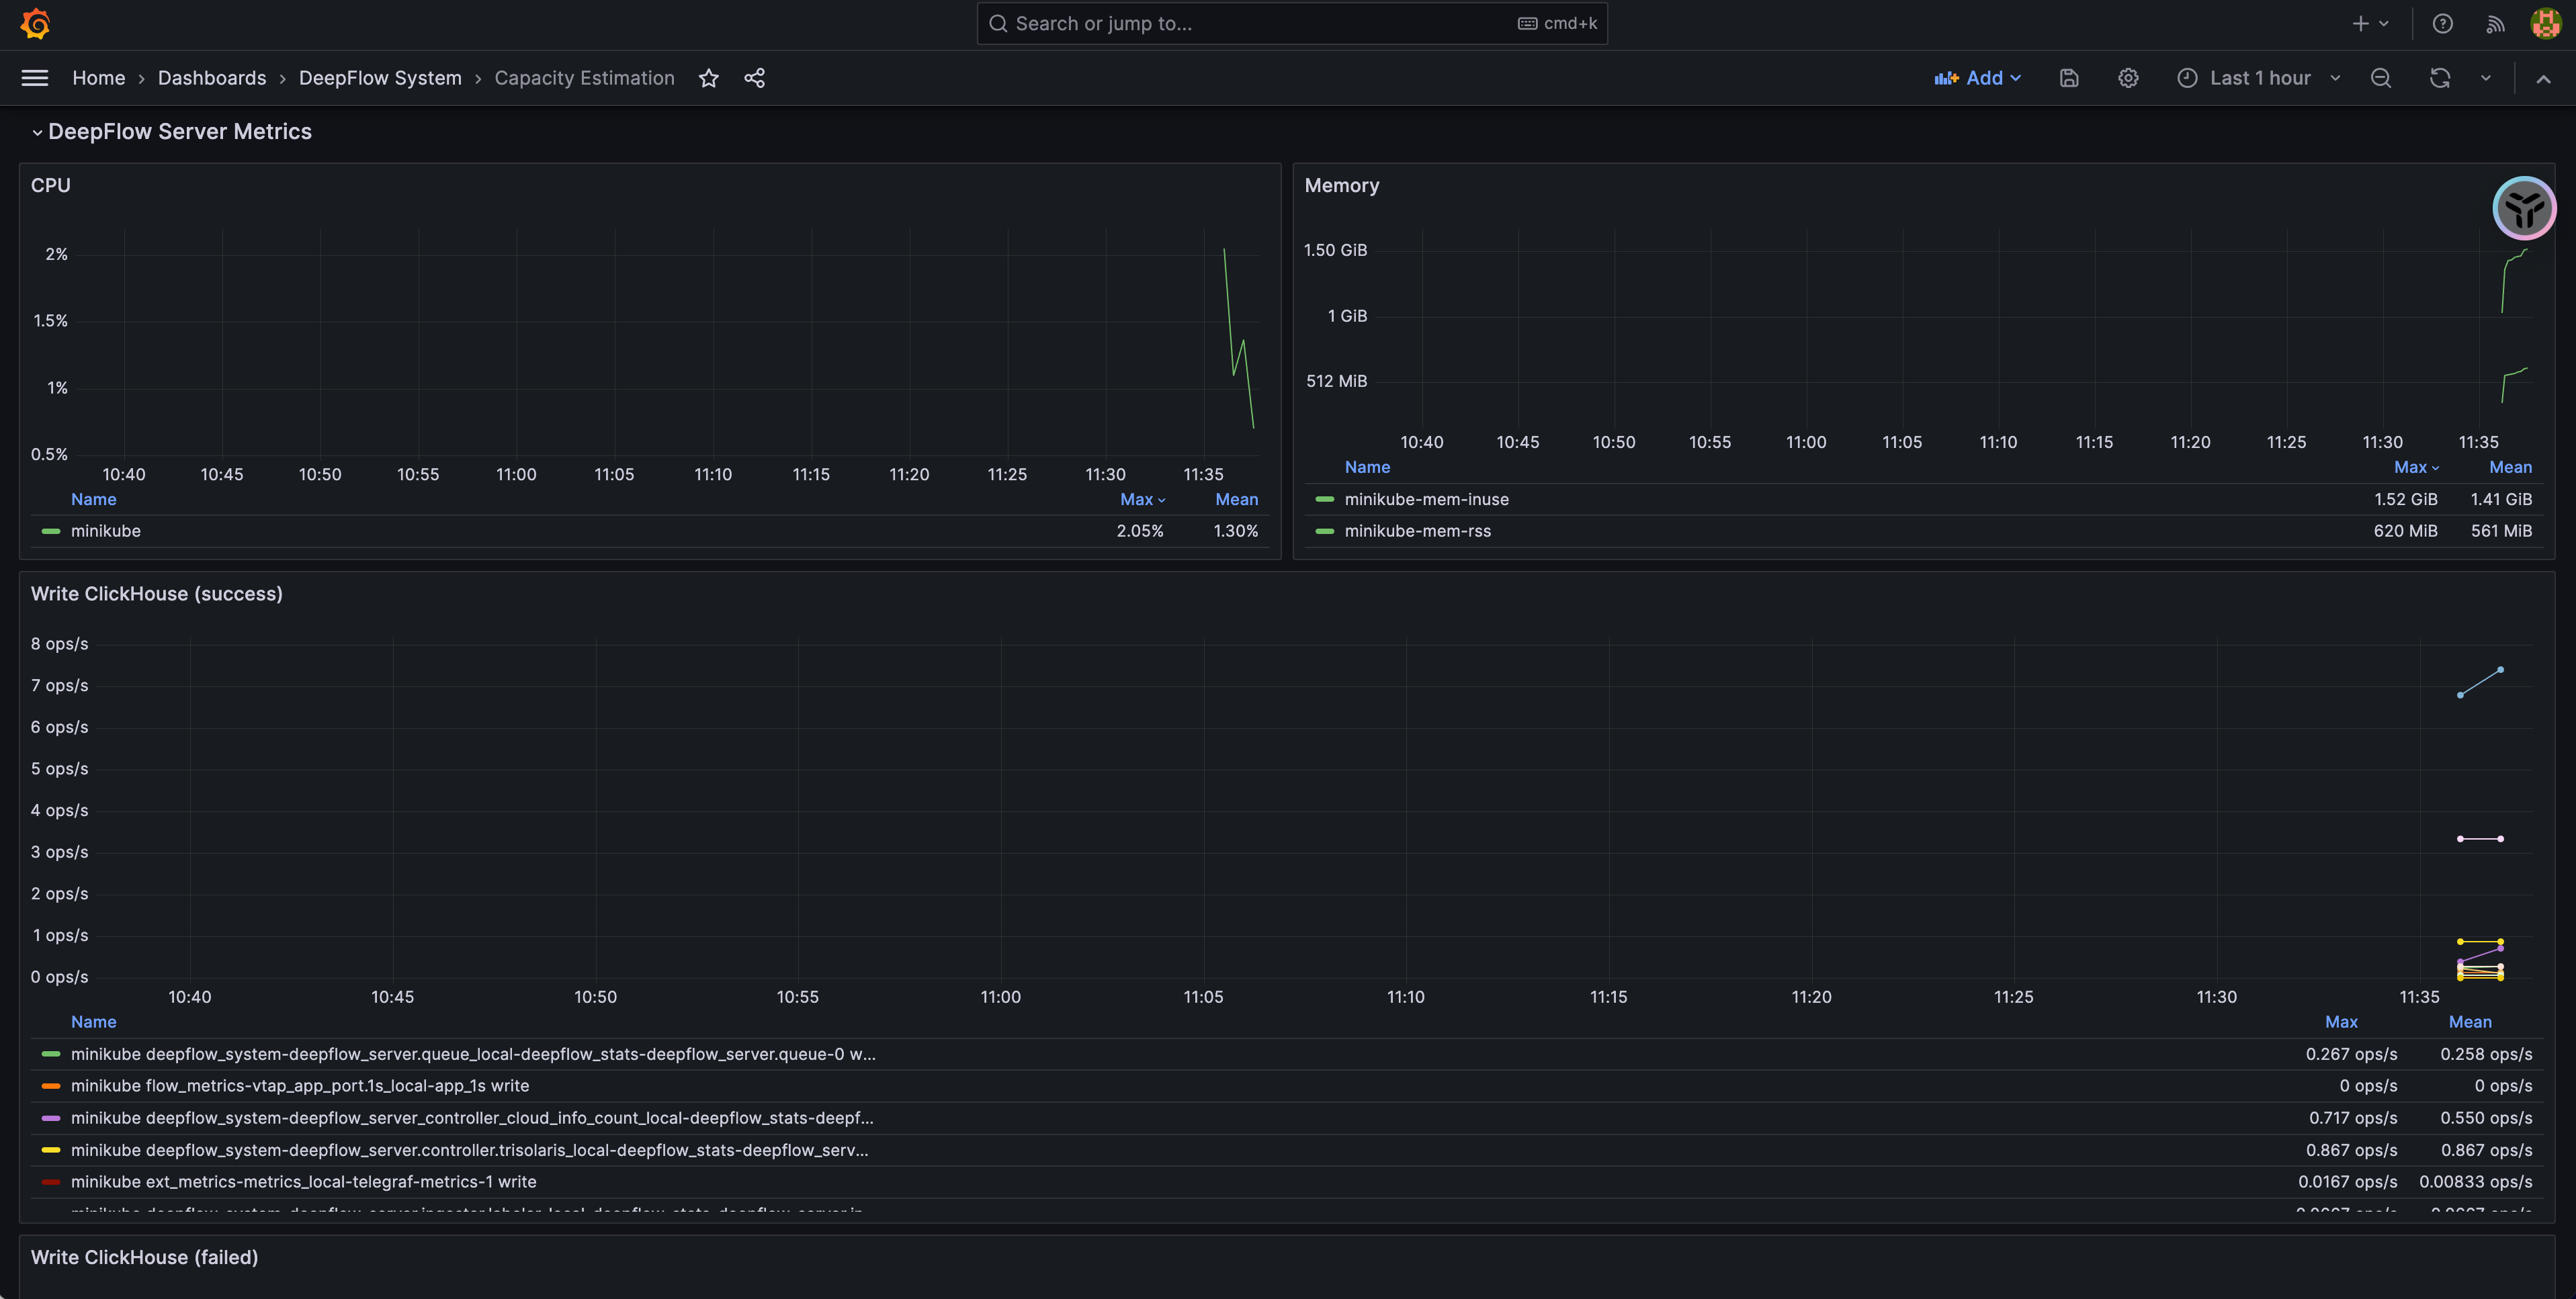 Search or jump to... cmd+k
Home › Dashboards › DeepFlow System › Capacity Estimation Add Last 1 hour
DeepFlow Server Metrics
CPU
2%
1.5%
1%
0.5%
10:40 10:45 10:50 10:55 11:00 11:05 11:10 11:15 11:20 11:25 11:30 11:35
Name Max Mean
minikube 2.05% 1.30%
Memory
1.50 GiB
1 GiB
512 MiB
10:40 10:45 10:50 10:55 11:00 11:05 11:10 11:15 11:20 11:25 11:30 11:35
Name Max Mean
minikube-mem-inuse 1.52 GiB 1.41 GiB
minikube-mem-rss 620 MiB 561 MiB
Write ClickHouse (success)
8 ops/s
7 ops/s
6 ops/s
5 ops/s
4 ops/s
3 ops/s
2 ops/s
1 ops/s
0 ops/s
10:40 10:45 10:50 10:55 11:00 11:05 11:10 11:15 11:20 11:25 11:30 11:35
Name Max Mean
minikube deepflow_system-deepflow_server.queue_local-deepflow_stats-deepflow_server.queue-0 w... 0.267 ops/s 0.258 ops/s
minikube flow_metrics-vtap_app_port.1s_local-app_1s write 0 ops/s 0 ops/s
minikube deepflow_system-deepflow_server_controller_cloud_info_count_local-deepflow_stats-deepf... 0.717 ops/s 0.550 ops/s
minikube deepflow_system-deepflow_server.controller.trisolaris_local-deepflow_stats-deepflow_serv... 0.867 ops/s 0.867 ops/s
minikube ext_metrics-metrics_local-telegraf-metrics-1 write 0.0167 ops/s 0.00833 ops/s
Write ClickHouse (failed)